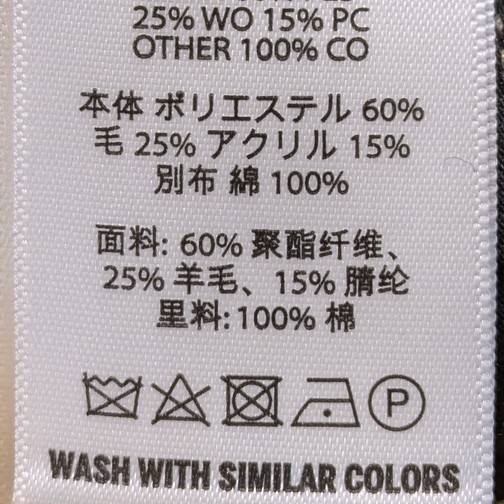 25% WO 15% PC
OTHER 100% CO
本体 ポリエステル 60%
毛 25% アクリル 15%
別布 綿 100%
面料: 60% 聚酯纤维、
25% 羊毛、15% 腈纶
里料: 100% 棉
P
WASH WITH SIMILAR COLORS